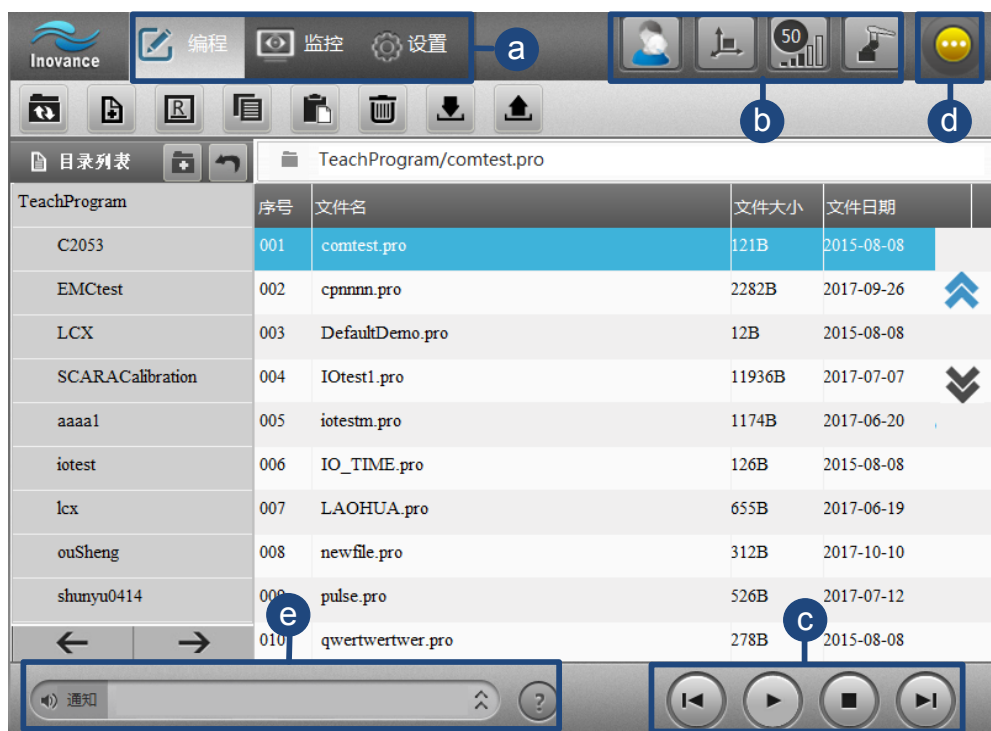 Inovance
编程
监控
设置
a
50
b
d
R
目录列表
TeachProgram/comtest.pro
TeachProgram
C2053
EMCtest
LCX
SCARACalibration
aaaa1
iotest
lcx
ouSheng
shunyu0414
序号 文件名 文件大小 文件日期
001 comtest.pro 121B 2015-08-08
002 cpnnnn.pro 2282B 2017-09-26
003 DefaultDemo.pro 12B 2015-08-08
004 IOtest1.pro 11936B 2017-07-07
005 iotestm.pro 1174B 2017-06-20
006 IO_TIME.pro 126B 2015-08-08
007 LAOHUA.pro 655B 2017-06-19
008 newfile.pro 312B 2017-10-10
009 pulse.pro 526B 2017-07-12
010 qwertwertwer.pro 278B 2015-08-08
e
c
通知
?